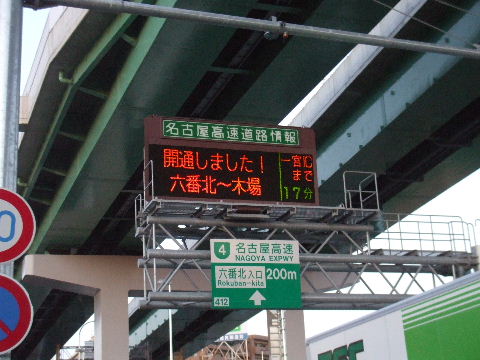 名古屋高速道路情報
開通しました！
六番北～木場
一宮IC
まで
17分
4 名古屋高速
NAGOYA EXPWY
六番北入口 200m
Rokuban-kita
412